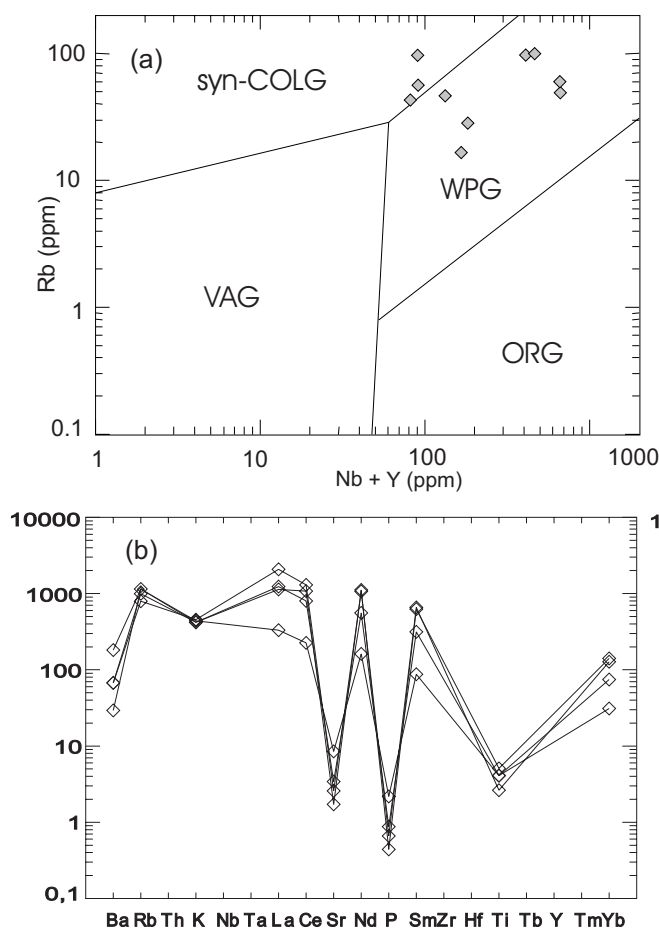 100
10
1
0.1
Rb (ppm)
(a)
syn-COLG
WPG
VAG
ORG
1 10 100 1000
Nb + Y (ppm)
10000
1000
100
10
1
0,1
1
(b)
Ba Rb Th K Nb Ta La Ce Sr Nd P Sm Zr Hf Ti Tb Y Tm Yb